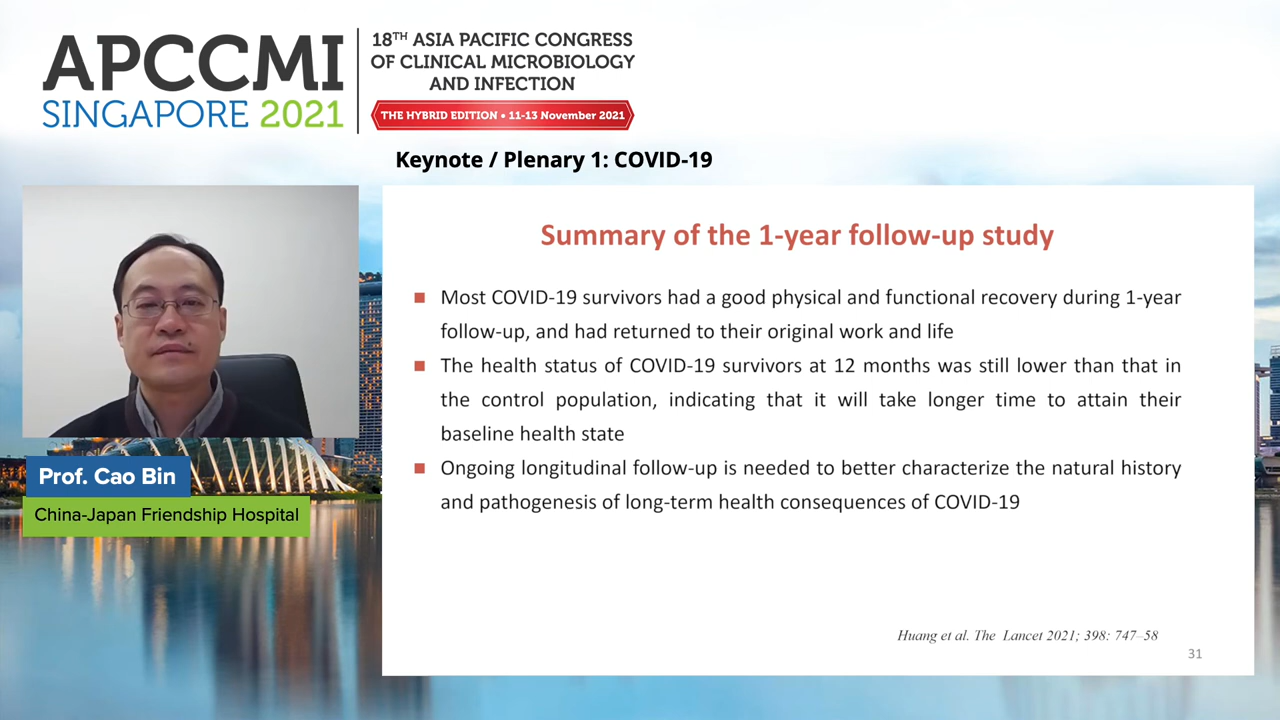 APCCMI
SINGAPORE 2021
18TH ASIA PACIFIC CONGRESS
OF CLINICAL MICROBIOLOGY
AND INFECTION
THE HYBRID EDITION • 11-13 November 2021
Keynote / Plenary 1: COVID-19
Prof. Cao Bin
China-Japan Friendship Hospital
Summary of the 1-year follow-up study
■ Most COVID-19 survivors had a good physical and functional recovery during 1-year
follow-up, and had returned to their original work and life
■ The health status of COVID-19 survivors at 12 months was still lower than that in
the control population, indicating that it will take longer time to attain their
baseline health state
■ Ongoing longitudinal follow-up is needed to better characterize the natural history
and pathogenesis of long-term health consequences of COVID-19
Huang et al. The Lancet 2021; 398: 747–58
31